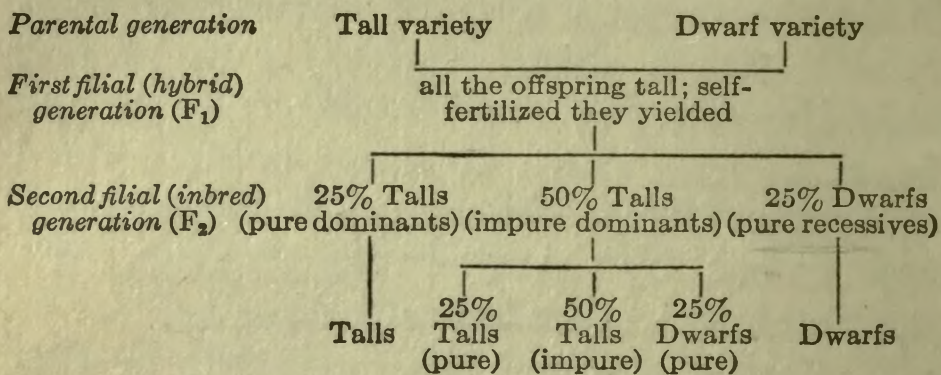 Parental generation Tall variety Dwarf variety
First filial (hybrid) all the offspring tall; self-
generation (F₁) fertilized they yielded
Second filial (inbred) 25% Talls 50% Talls 25% Dwarfs
generation (F₂) (pure dominants) (impure dominants) (pure recessives)
25% 50% 25%
Talls Talls Talls Dwarfs Dwarfs
(pure) (impure) (pure)